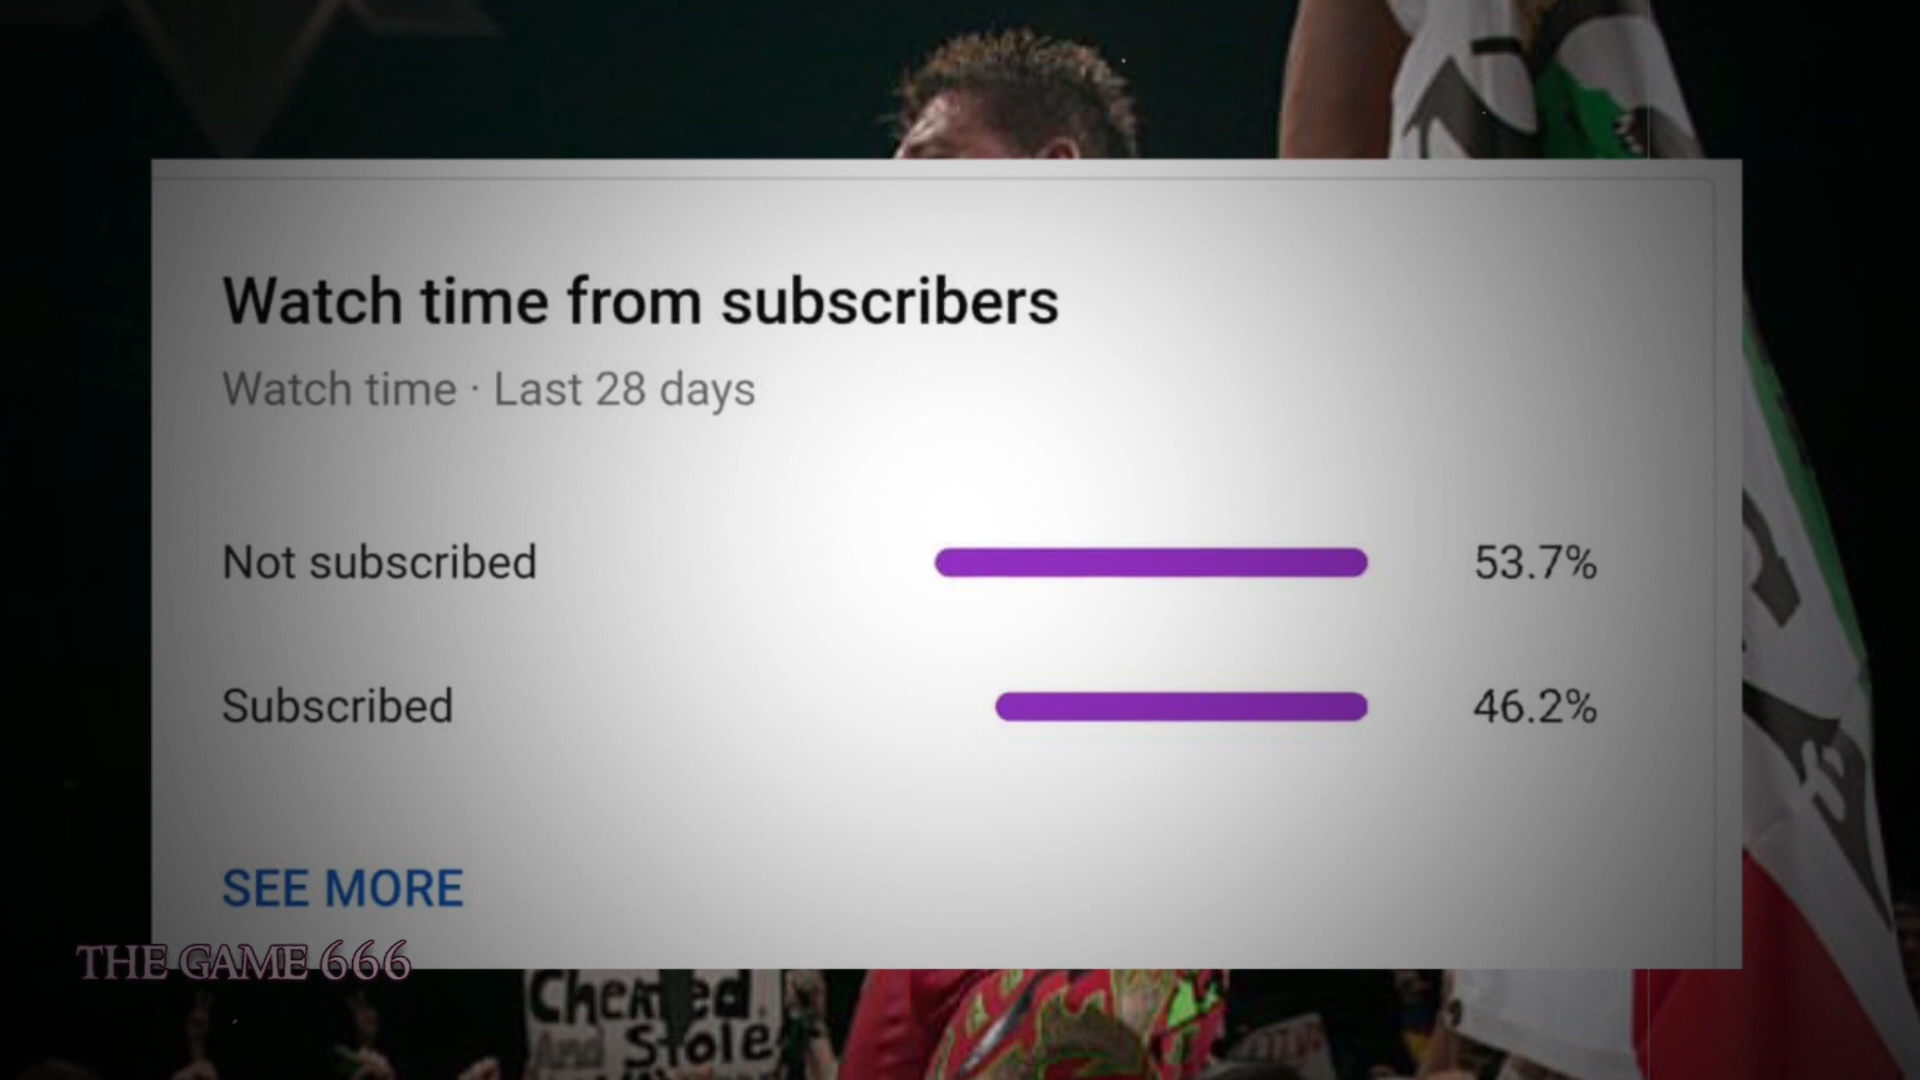 Watch time from subscribers
Watch time · Last 28 days
Not subscribed 53.7%
Subscribed 46.2%
SEE MORE
THE GAME 666
And Stole